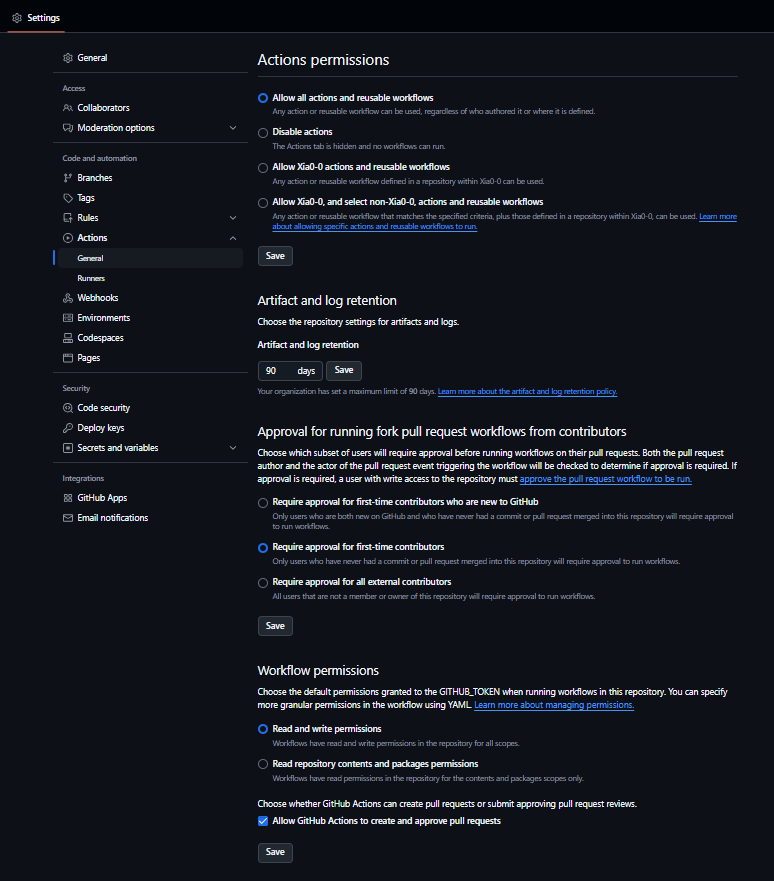 Settings
General
Access
Collaborators
Moderation options
Code and automation
Branches
Tags
Rules
Actions
General
Runners
Webhooks
Environments
Codespaces
Pages
Security
Code security
Deploy keys
Secrets and variables
Integrations
GitHub Apps
Email notifications
Actions permissions
Allow all actions and reusable workflows
Any action or reusable workflow can be used, regardless of who authored it or where it is defined.
Disable actions
The Actions tab is hidden and no workflows can run.
Allow Xia0-0 actions and reusable workflows
Any action or reusable workflow defined in a repository within Xia0-0 can be used.
Allow Xia0-0, and select non-Xia0-0, actions and reusable workflows
Any action or reusable workflow that matches the specified criteria, plus those defined in a repository within Xia0-0, can be used. Learn more
about allowing specific actions and reusable workflows to run.
Save
Artifact and log retention
Choose the repository settings for artifacts and logs.
Artifact and log retention
90 days Save
Your organization has set a maximum limit of 90 days. Learn more about the artifact and log retention policy.
Approval for running fork pull request workflows from contributors
Choose which subset of users will require approval before running workflows on their pull requests. Both the pull request
author and the actor of the pull request event triggering the workflow will be checked to determine if approval is required. If
approval is required, a user with write access to the repository must approve the pull request workflow to be run.
Require approval for first-time contributors who are new to GitHub
Only users who are both new on GitHub and who have never had a commit or pull request merged into this repository will require approval
to run workflows.
Require approval for first-time contributors
Only users who have never had a commit or pull request merged into this repository will require approval to run workflows.
Require approval for all external contributors
All users that are not a member or owner of this repository will require approval to run workflows.
Save
Workflow permissions
Choose the default permissions granted to the GITHUB_TOKEN when running workflows in this repository. You can specify
more granular permissions in the workflow using YAML. Learn more about managing permissions.
Read and write permissions
Workflows have read and write permissions in the repository for all scopes.
Read repository contents and packages permissions
Workflows have read permissions in the repository for the contents and packages scopes only.
Choose whether GitHub Actions can create pull requests or submit approving pull request reviews.
Allow GitHub Actions to create and approve pull requests
Save